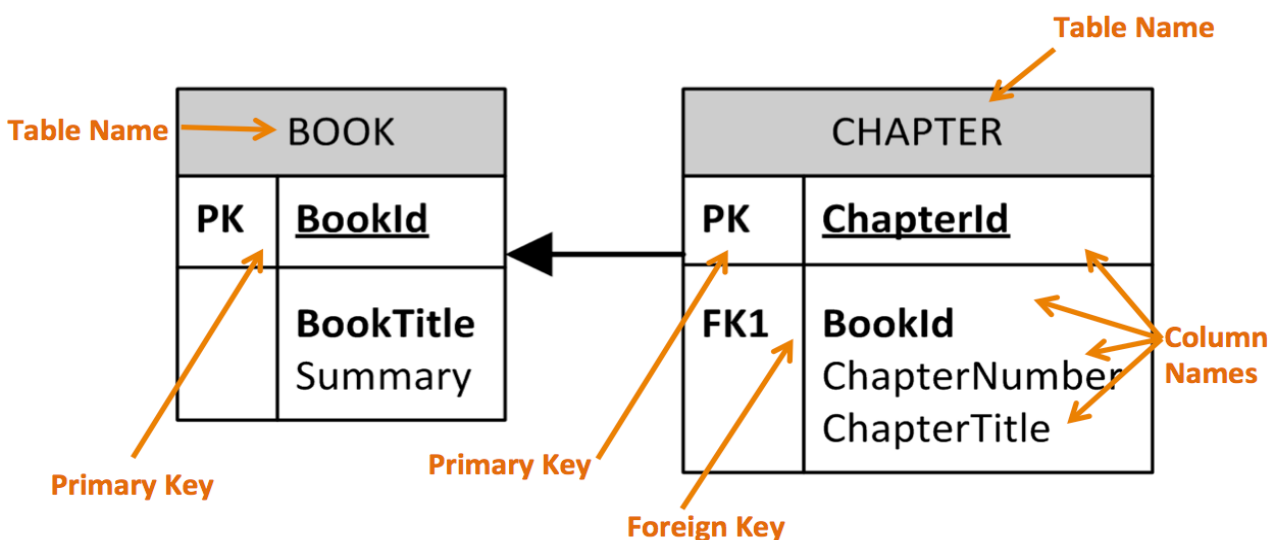 Table Name
Table Name
BOOK
PK BookId
BookTitle
Summary
CHAPTER
PK ChapterId
FK1 BookId
ChapterNumber
ChapterTitle
Column
Names
Primary Key
Primary Key
Foreign Key